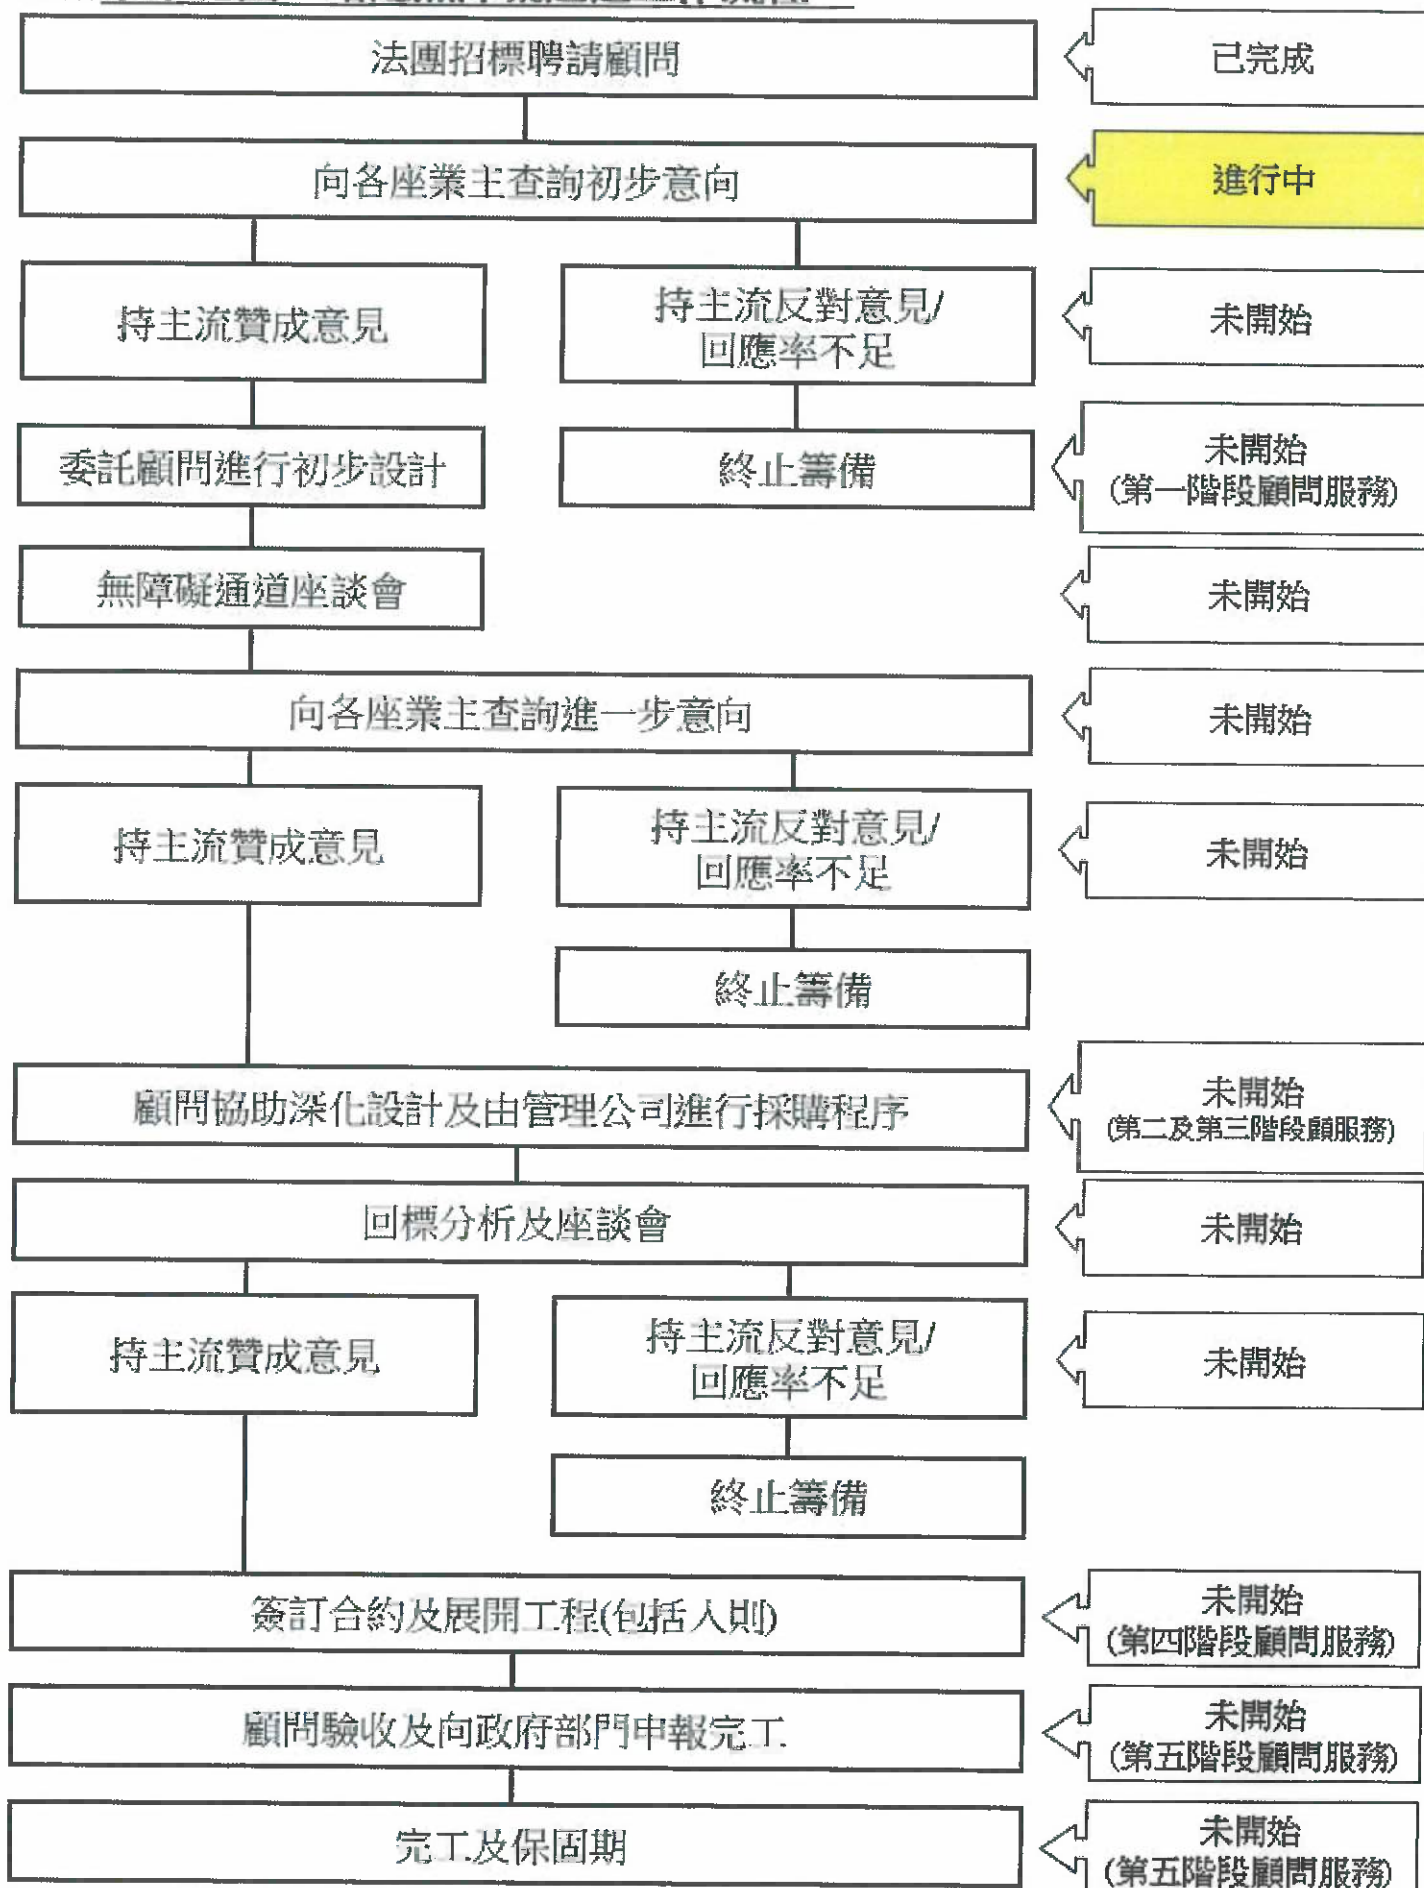 法團招標聘請顧問
已完成
向各座業主查詢初步意向
進行中
持主流贊成意見
持主流反對意見/
回應率不足
未開始
委託顧問進行初步設計
終止籌備
未開始
(第一階段顧問服務)
無障礙通道座談會
未開始
向各座業主查詢進一步意向
未開始
持主流贊成意見
持主流反對意見/
回應率不足
未開始
終止籌備
顧問協助深化設計及由管理公司進行採購程序
未開始
(第二及第三階段顧服務)
回標分析及座談會
未開始
持主流贊成意見
持主流反對意見/
回應率不足
未開始
終止籌備
簽訂合約及展開工程(包括入則)
未開始
(第四階段顧問服務)
顧問驗收及向政府部門申報完工
未開始
(第五階段顧問服務)
完工及保固期
未開始
(第五階段顧問服務)